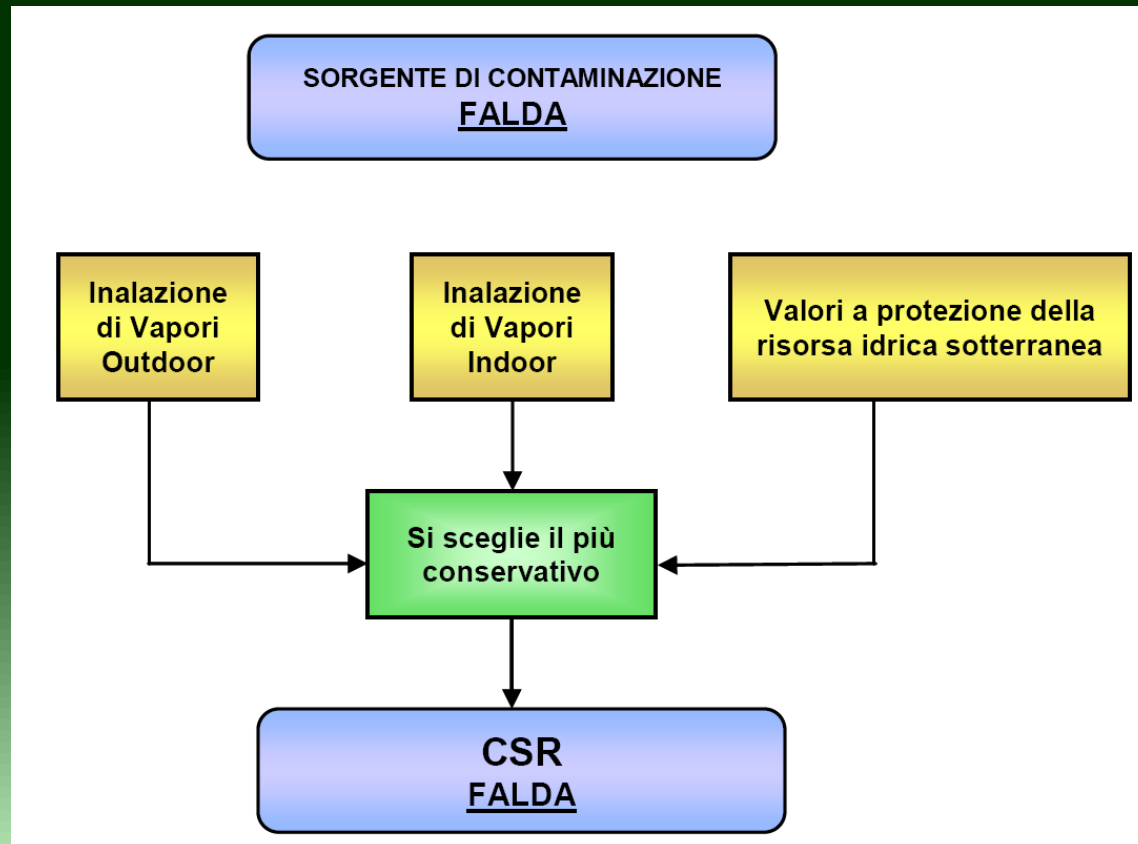 SORGENTE DI CONTAMINAZIONE
FALDA
Inalazione
di Vapori
Outdoor
Inalazione
di Vapori
Indoor
Valori a protezione della
risorsa idrica sotterranea
Si sceglie il più
conservativo
CSR
FALDA